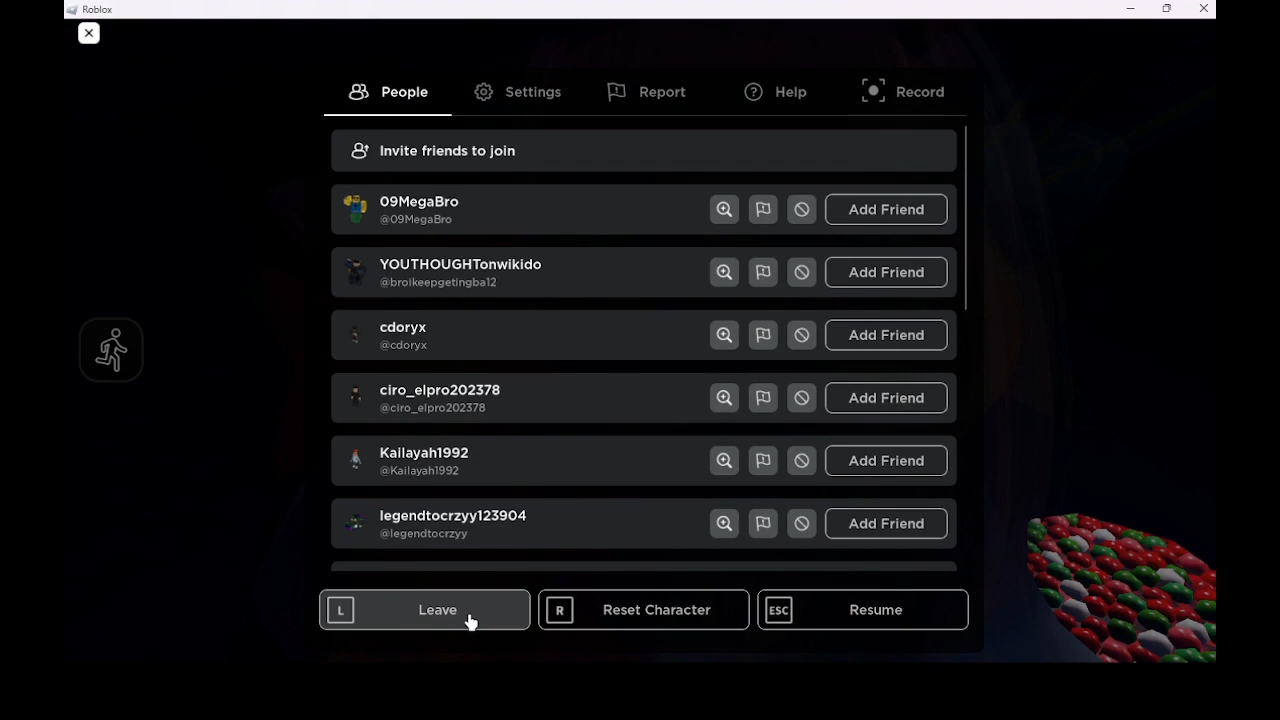 Roblox
People
Settings
Report
Help
Record
Invite friends to join
09MegaBro
@09MegaBro
Add Friend
YOUTHOUGHTonwikido
@broikeepgetingba12
Add Friend
cdoryx
@cdoryx
Add Friend
ciro_elpro202378
@ciro_elpro202378
Add Friend
Kailayah1992
@Kailayah1992
Add Friend
legendtocrzyy123904
@legendtocrzyy
Add Friend
L Leave
R Reset Character
ESC Resume